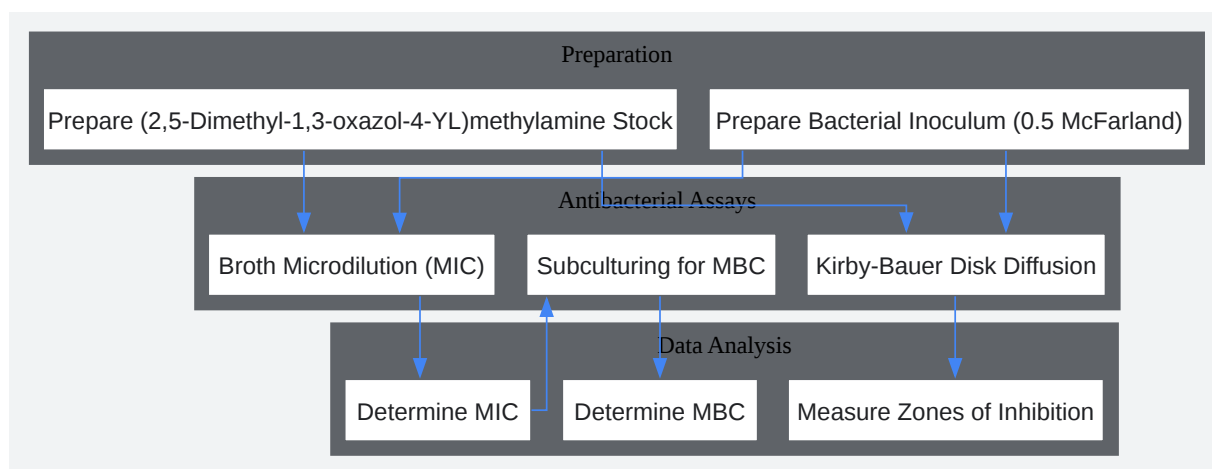 Preparation
Prepare (2,5-Dimethyl-1,3-oxazol-4-YL)methylamine Stock
Prepare Bacterial Inoculum (0.5 McFarland)
Antibacterial Assays
Broth Microdilution (MIC)
Subculturing for MBC
Kirby-Bauer Disk Diffusion
Data Analysis
Determine MIC
Determine MBC
Measure Zones of Inhibition